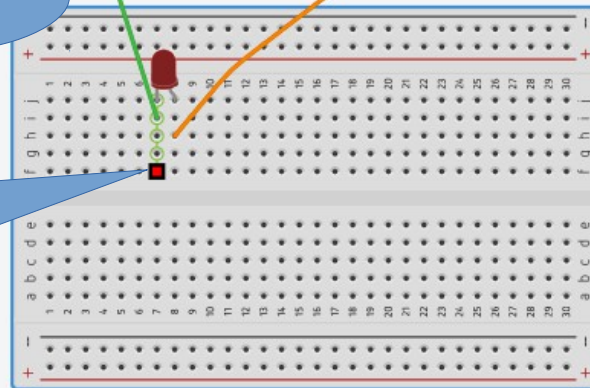 −
+ +
1 2 3 4 5 6 7 8 9 10 11 12 13 14 15 16 17 18 19 20 21 22 23 24 25 26 27 28 29 30
j j
i i
h h
g g
f f
e e
d d
c c
b b
a a
1 2 3 4 5 6 7 8 9 10 11 12 13 14 15 16 17 18 19 20 21 22 23 24 25 26 27 28 29 30
− −
+ +